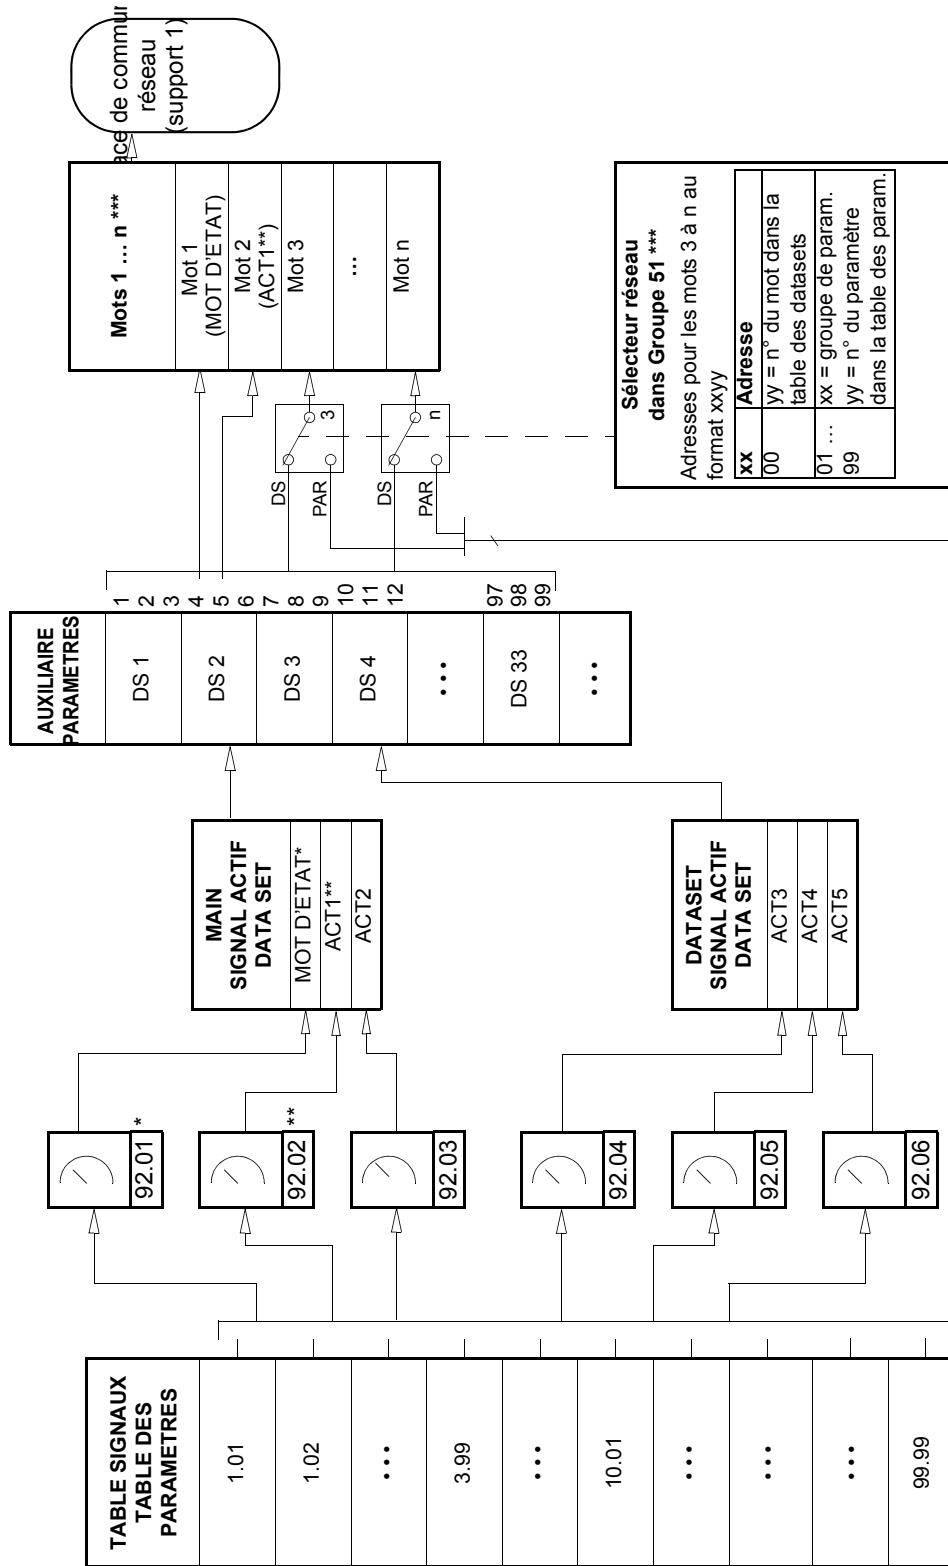 TABLE SIGNAUX
TABLE DES
PARAMETRES
1.01
1.02
...
3.99
...
10.01
...
...
...
99.99
92.01
*
92.02
**
92.03
92.04
92.05
92.06
MAIN
SIGNAL ACTIF
DATA SET
MOT D'ETAT*
ACT1**
ACT2
DATASET
SIGNAL ACTIF
DATA SET
ACT3
ACT4
ACT5
AUXILIAIRE
PARAMETRES
DS 1
DS 2
DS 3
DS 4
...
DS 33
...
1
2
3
4
5
6
7
8
9
10
11
12
97
98
99
DS
PAR
3
DS
PAR
n
Mots 1 ... n ***
Mot 1
(MOT D'ETAT)
Mot 2
(ACT1**)
Mot 3
...
Mot n
ace de commu
réseau
(support 1)
Sélecteur réseau
dans Groupe 51 ***
Adresses pour les mots 3 à n au
format xxyy
xx Adresse
00 yy = n° du mot dans la
table des datasets
01 ... xx = groupe de param.
99 yy = n° du paramètre
dans la table des param.